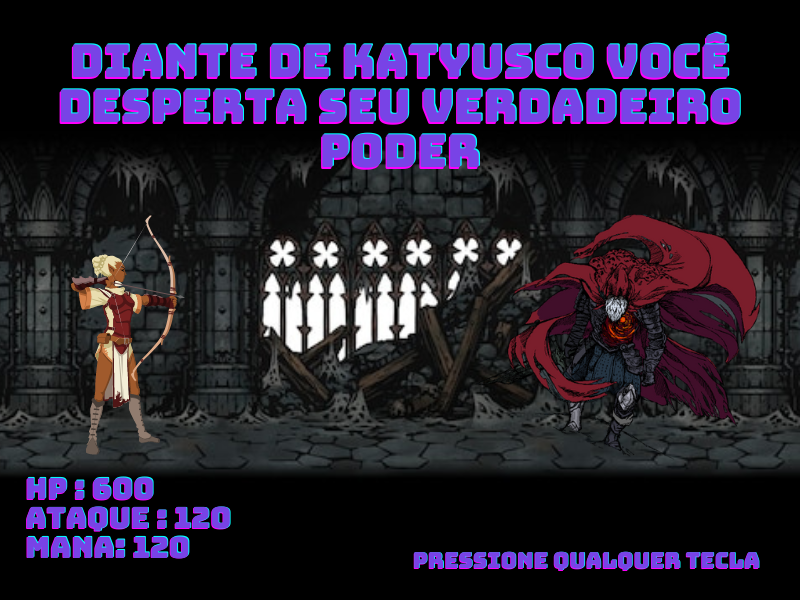 DIANTE DE KATYUSCO VOCÊ
DESPERTA SEU VERDADEIRO
PODER
HP : 600
ATAQUE : 120
MANA: 120
PRESSIONE QUALQUER TECLA